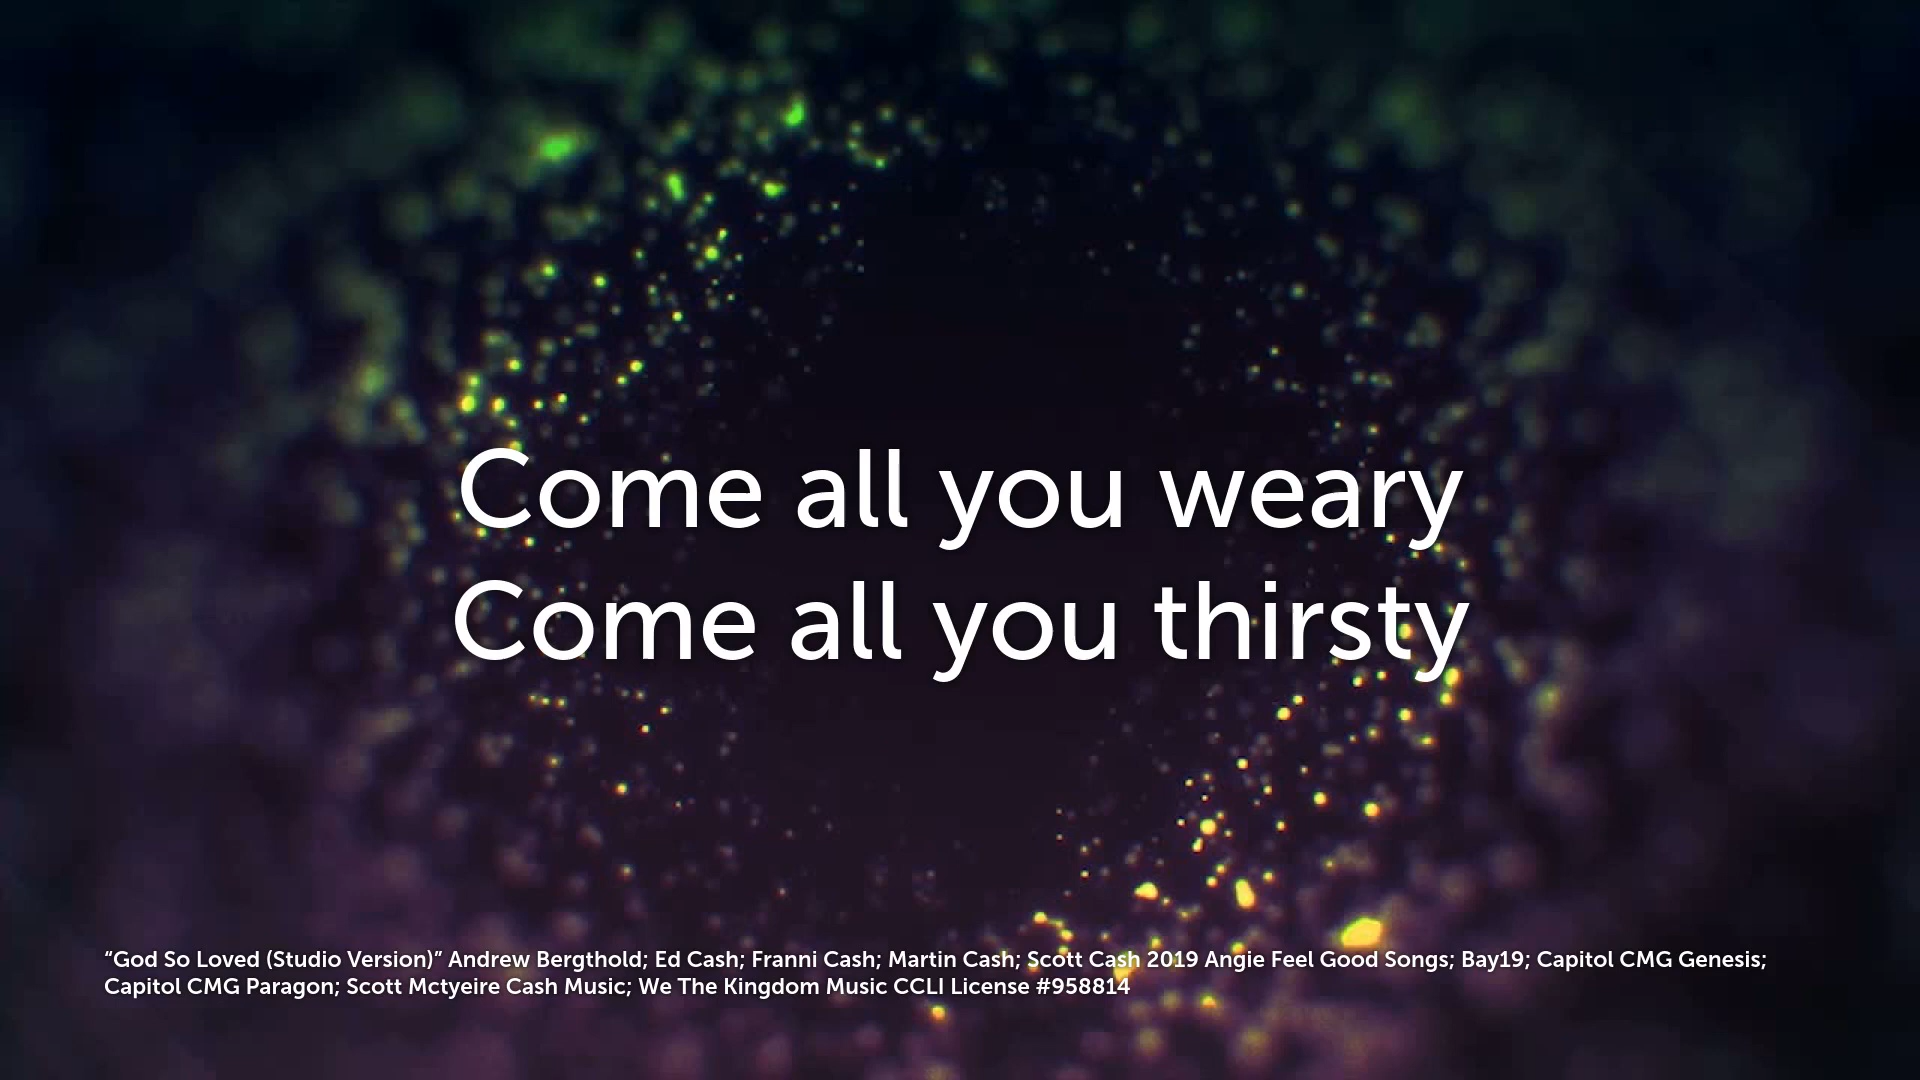 Come all you weary
Come all you thirsty
“God So Loved (Studio Version)” Andrew Bergthold; Ed Cash; Franni Cash; Martin Cash; Scott Cash 2019 Angie Feel Good Songs; Bay19; Capitol CMG Genesis;
Capitol CMG Paragon; Scott Mctyeire Cash Music; We The Kingdom Music CCLI License #958814